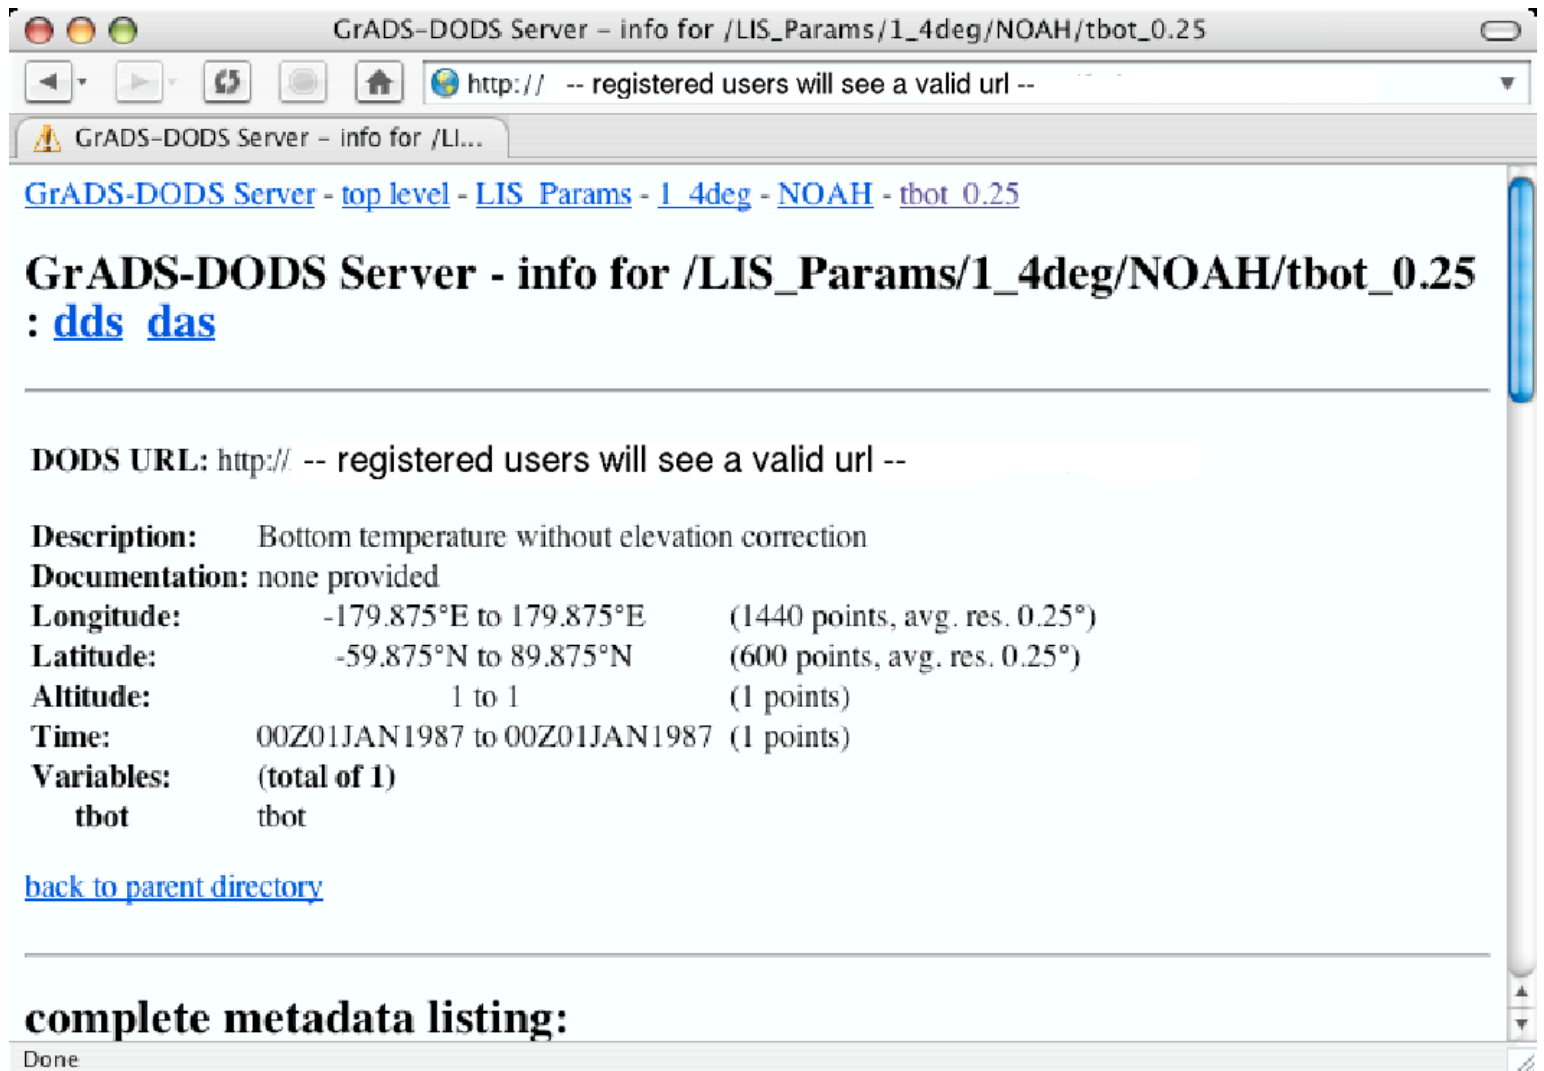 GrADS-DODS Server – info for /LIS_Params/1_4deg/NOAH/tbot_0.25
http:// -- registered users will see a valid url --
GrADS-DODS Server – info for /LI...
GrADS-DODS Server - top level - LIS_Params - 1_4deg - NOAH - tbot_0.25
GrADS-DODS Server - info for /LIS_Params/1_4deg/NOAH/tbot_0.25
: dds das
DODS URL: http:// -- registered users will see a valid url --
Description: Bottom temperature without elevation correction
Documentation: none provided
Longitude: -179.875°E to 179.875°E (1440 points, avg. res. 0.25°)
Latitude: -59.875°N to 89.875°N (600 points, avg. res. 0.25°)
Altitude: 1 to 1 (1 points)
Time: 00Z01JAN1987 to 00Z01JAN1987 (1 points)
Variables: (total of 1)
tbot tbot
back to parent directory
complete metadata listing:
Done